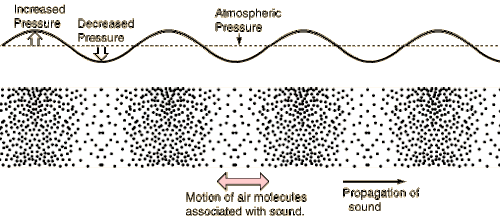 Increased
Pressure
Decreased
Pressure
Atmospheric
Pressure
Motion of air molecules
associated with sound.
Propagation of
sound